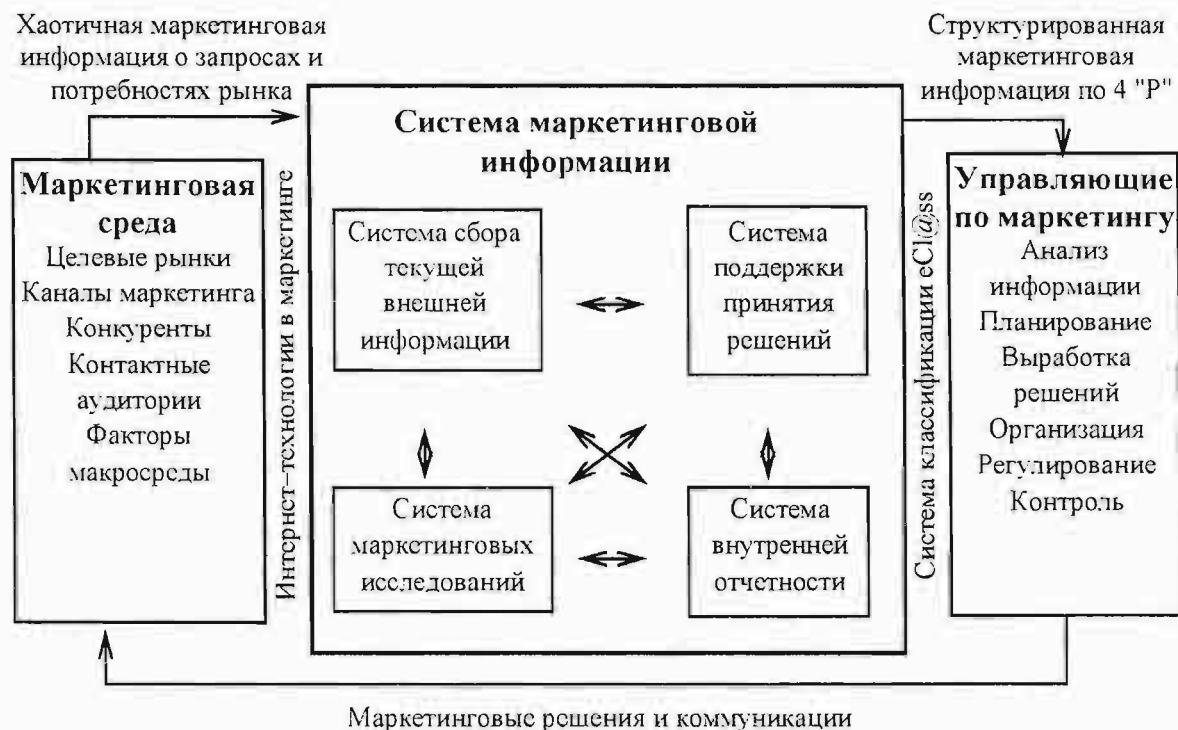 Хаотичная маркетинговая
информация о запросах и
потребностях рынка
Структурированная
маркетинговая
информация по 4 "Р"
Маркетинговая
среда
Целевые рынки
Каналы маркетинга
Конкуренты
Контактные
аудитории
Факторы
макросреды
Интернет–технологии в маркетинге
Система маркетинговой
информации
Система сбора
текущей
внешней
информации
Система
поддержки
принятия
решений
Система
маркетинговых
исследований
Система
внутренней
отчетности
Система классификации eCl@ss
Управляющие
по маркетингу
Анализ
информации
Планирование
Выработка
решений
Организация
Регулирование
Контроль
Маркетинговые решения и коммуникации